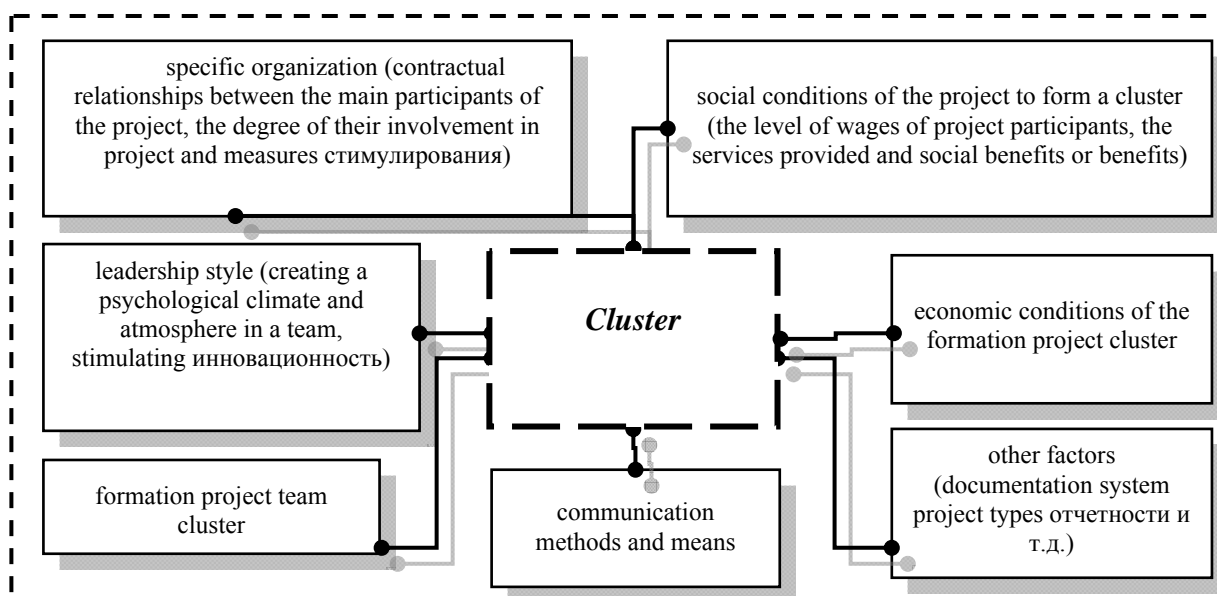 specific organization (contractual
relationships between the main participants of
the project, the degree of their involvement in
project and measures стимулирования)
social conditions of the project to form a cluster
(the level of wages of project participants, the
services provided and social benefits or benefits)
leadership style (creating a
psychological climate and
atmosphere in a team,
stimulating инновационность)
Cluster
economic conditions of the
formation project cluster
formation project team
cluster
communication
methods and means
other factors
(documentation system
project types отчетности и
т.д.)